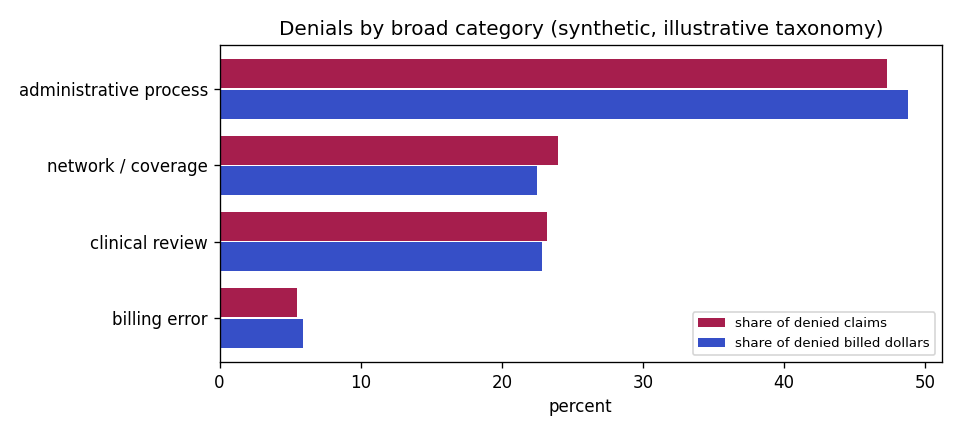 Denials by broad category (synthetic, illustrative taxonomy)
administrative process
network / coverage
clinical review
billing error
share of denied claims
share of denied billed dollars
0 10 20 30 40 50
percent